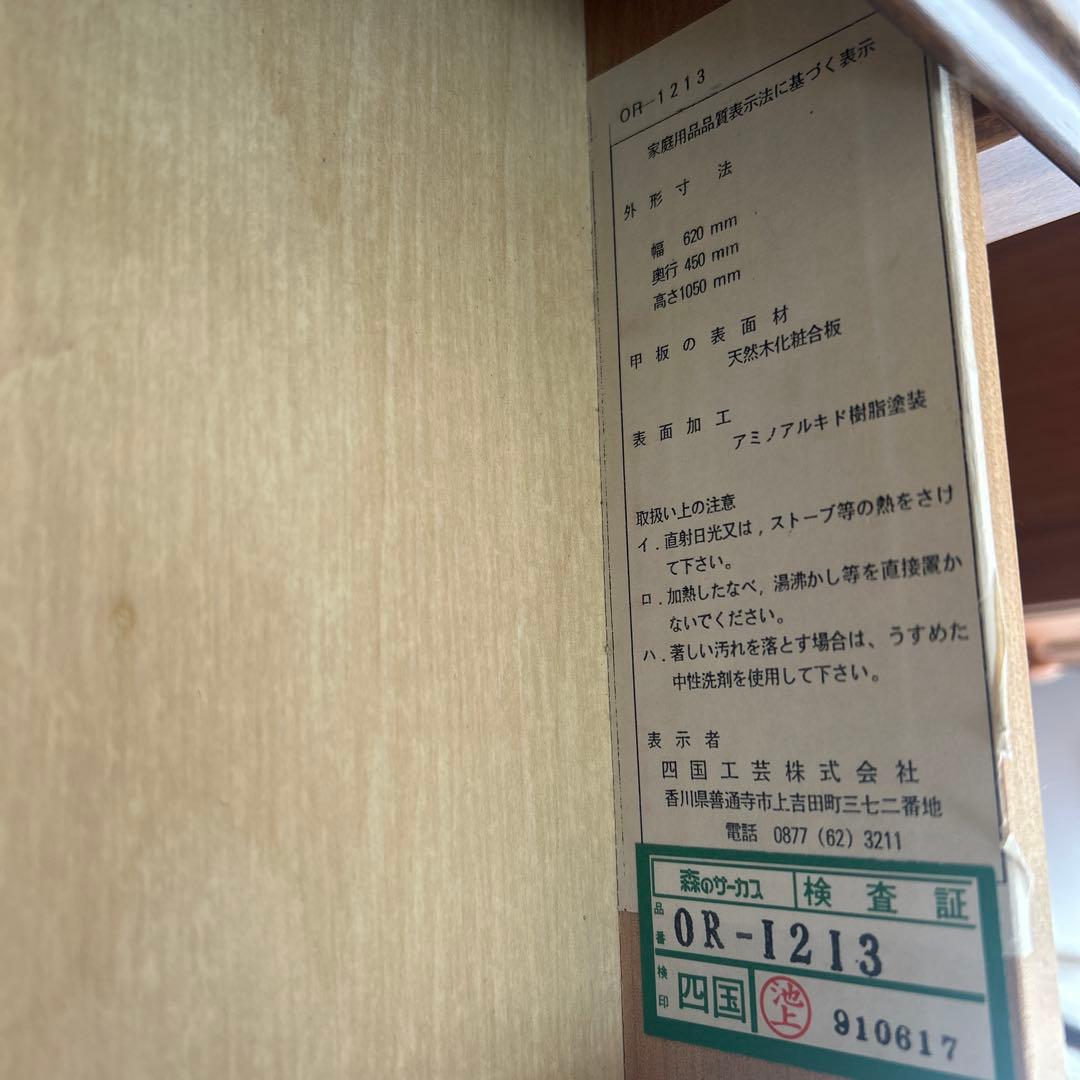 OR-1213
家庭用品品質表示法に基づく表示
外形寸法
幅 620 mm
奥行 450 mm
高さ1050 mm
甲板の表面材
天然木化粧合板
表面加工
アミノアルキド樹脂塗装
取扱い上の注意
イ.直射日光又は,ストーブ等の熱をさけ
て下さい。
ロ.加熱したなべ,湯沸かし等を直接置か
ないでください。
ハ.著しい汚れを落とす場合は、うすめた
中性洗剤を使用して下さい。
表示者
四国工芸株式会社
香川県善通寺市上吉田町三七二番地
電話 0877 (62) 3211
森のサーカス 検査証
品番 OR-1213
検印 四国 池上 910617